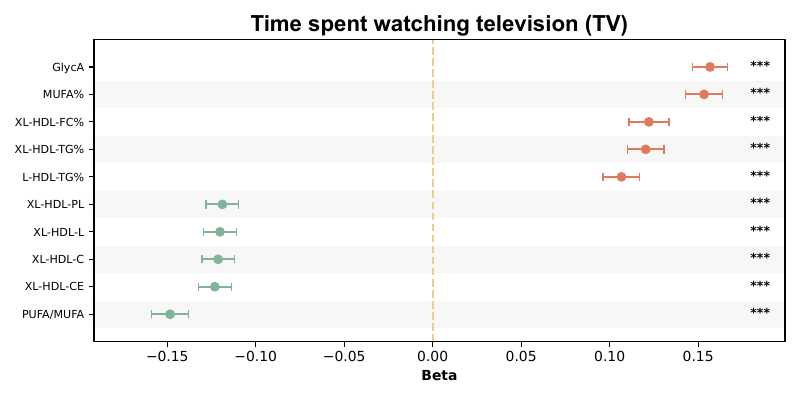 Time spent watching television (TV)
GlycA ***
MUFA% ***
XL-HDL-FC% ***
XL-HDL-TG% ***
L-HDL-TG% ***
XL-HDL-PL ***
XL-HDL-L ***
XL-HDL-C ***
XL-HDL-CE ***
PUFA/MUFA ***
−0.15 −0.10 −0.05 0.00 0.05 0.10 0.15
Beta